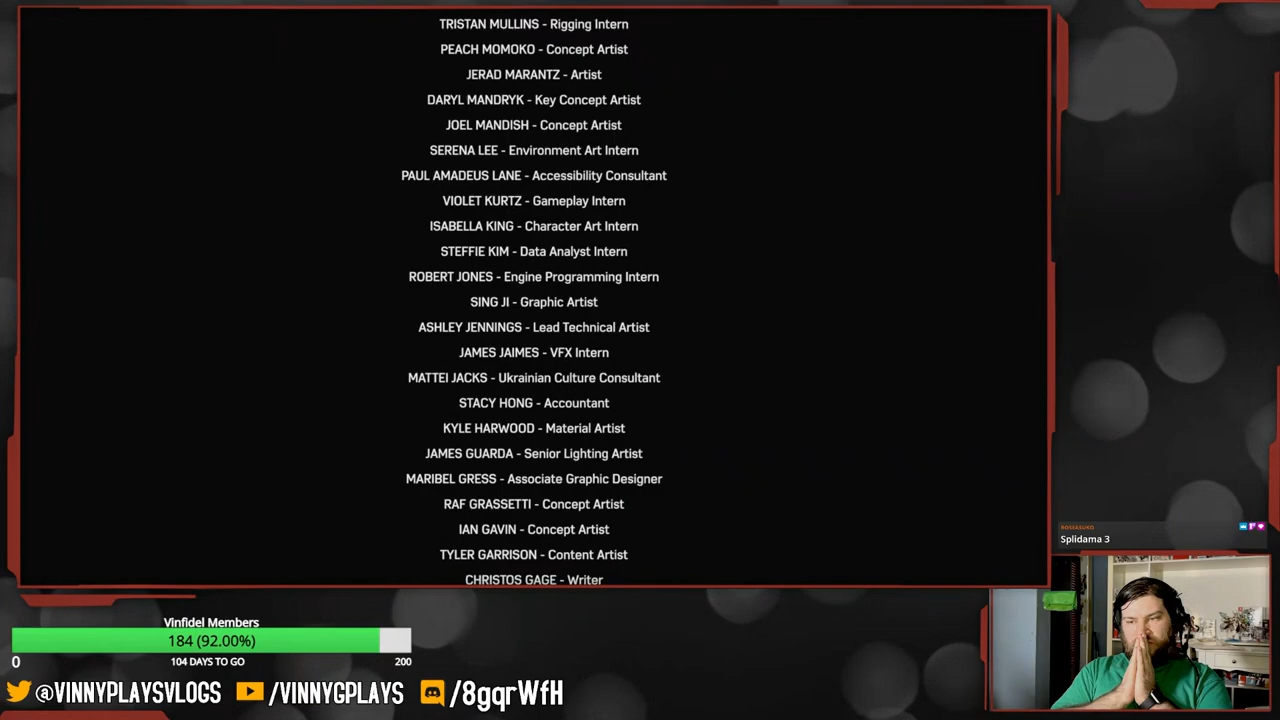 TRISTAN MULLINS - Rigging Intern
PEACH MOMOKO - Concept Artist
JERAD MARANTZ - Artist
DARYL MANDRYK - Key Concept Artist
JOEL MANDISH - Concept Artist
SERENA LEE - Environment Art Intern
PAUL AMADEUS LANE - Accessibility Consultant
VIOLET KURTZ - Gameplay Intern
ISABELLA KING - Character Art Intern
STEFFIE KIM - Data Analyst Intern
ROBERT JONES - Engine Programming Intern
SING JI - Graphic Artist
ASHLEY JENNINGS - Lead Technical Artist
JAMES JAIMES - VFX Intern
MATTEI JACKS - Ukrainian Culture Consultant
STACY HONG - Accountant
KYLE HARWOOD - Material Artist
JAMES GUARDA - Senior Lighting Artist
MARIBEL GRESS - Associate Graphic Designer
RAF GRASSETTI - Concept Artist
IAN GAVIN - Concept Artist
TYLER GARRISON - Content Artist
CHRISTOS GAGE - Writer
Splidama 3
Vinfidel Members
184 (92.00%)
0 104 DAYS TO GO 200
@VINNYPLAYSVLOGS /VINNYGPLAYS /8gqrWfH